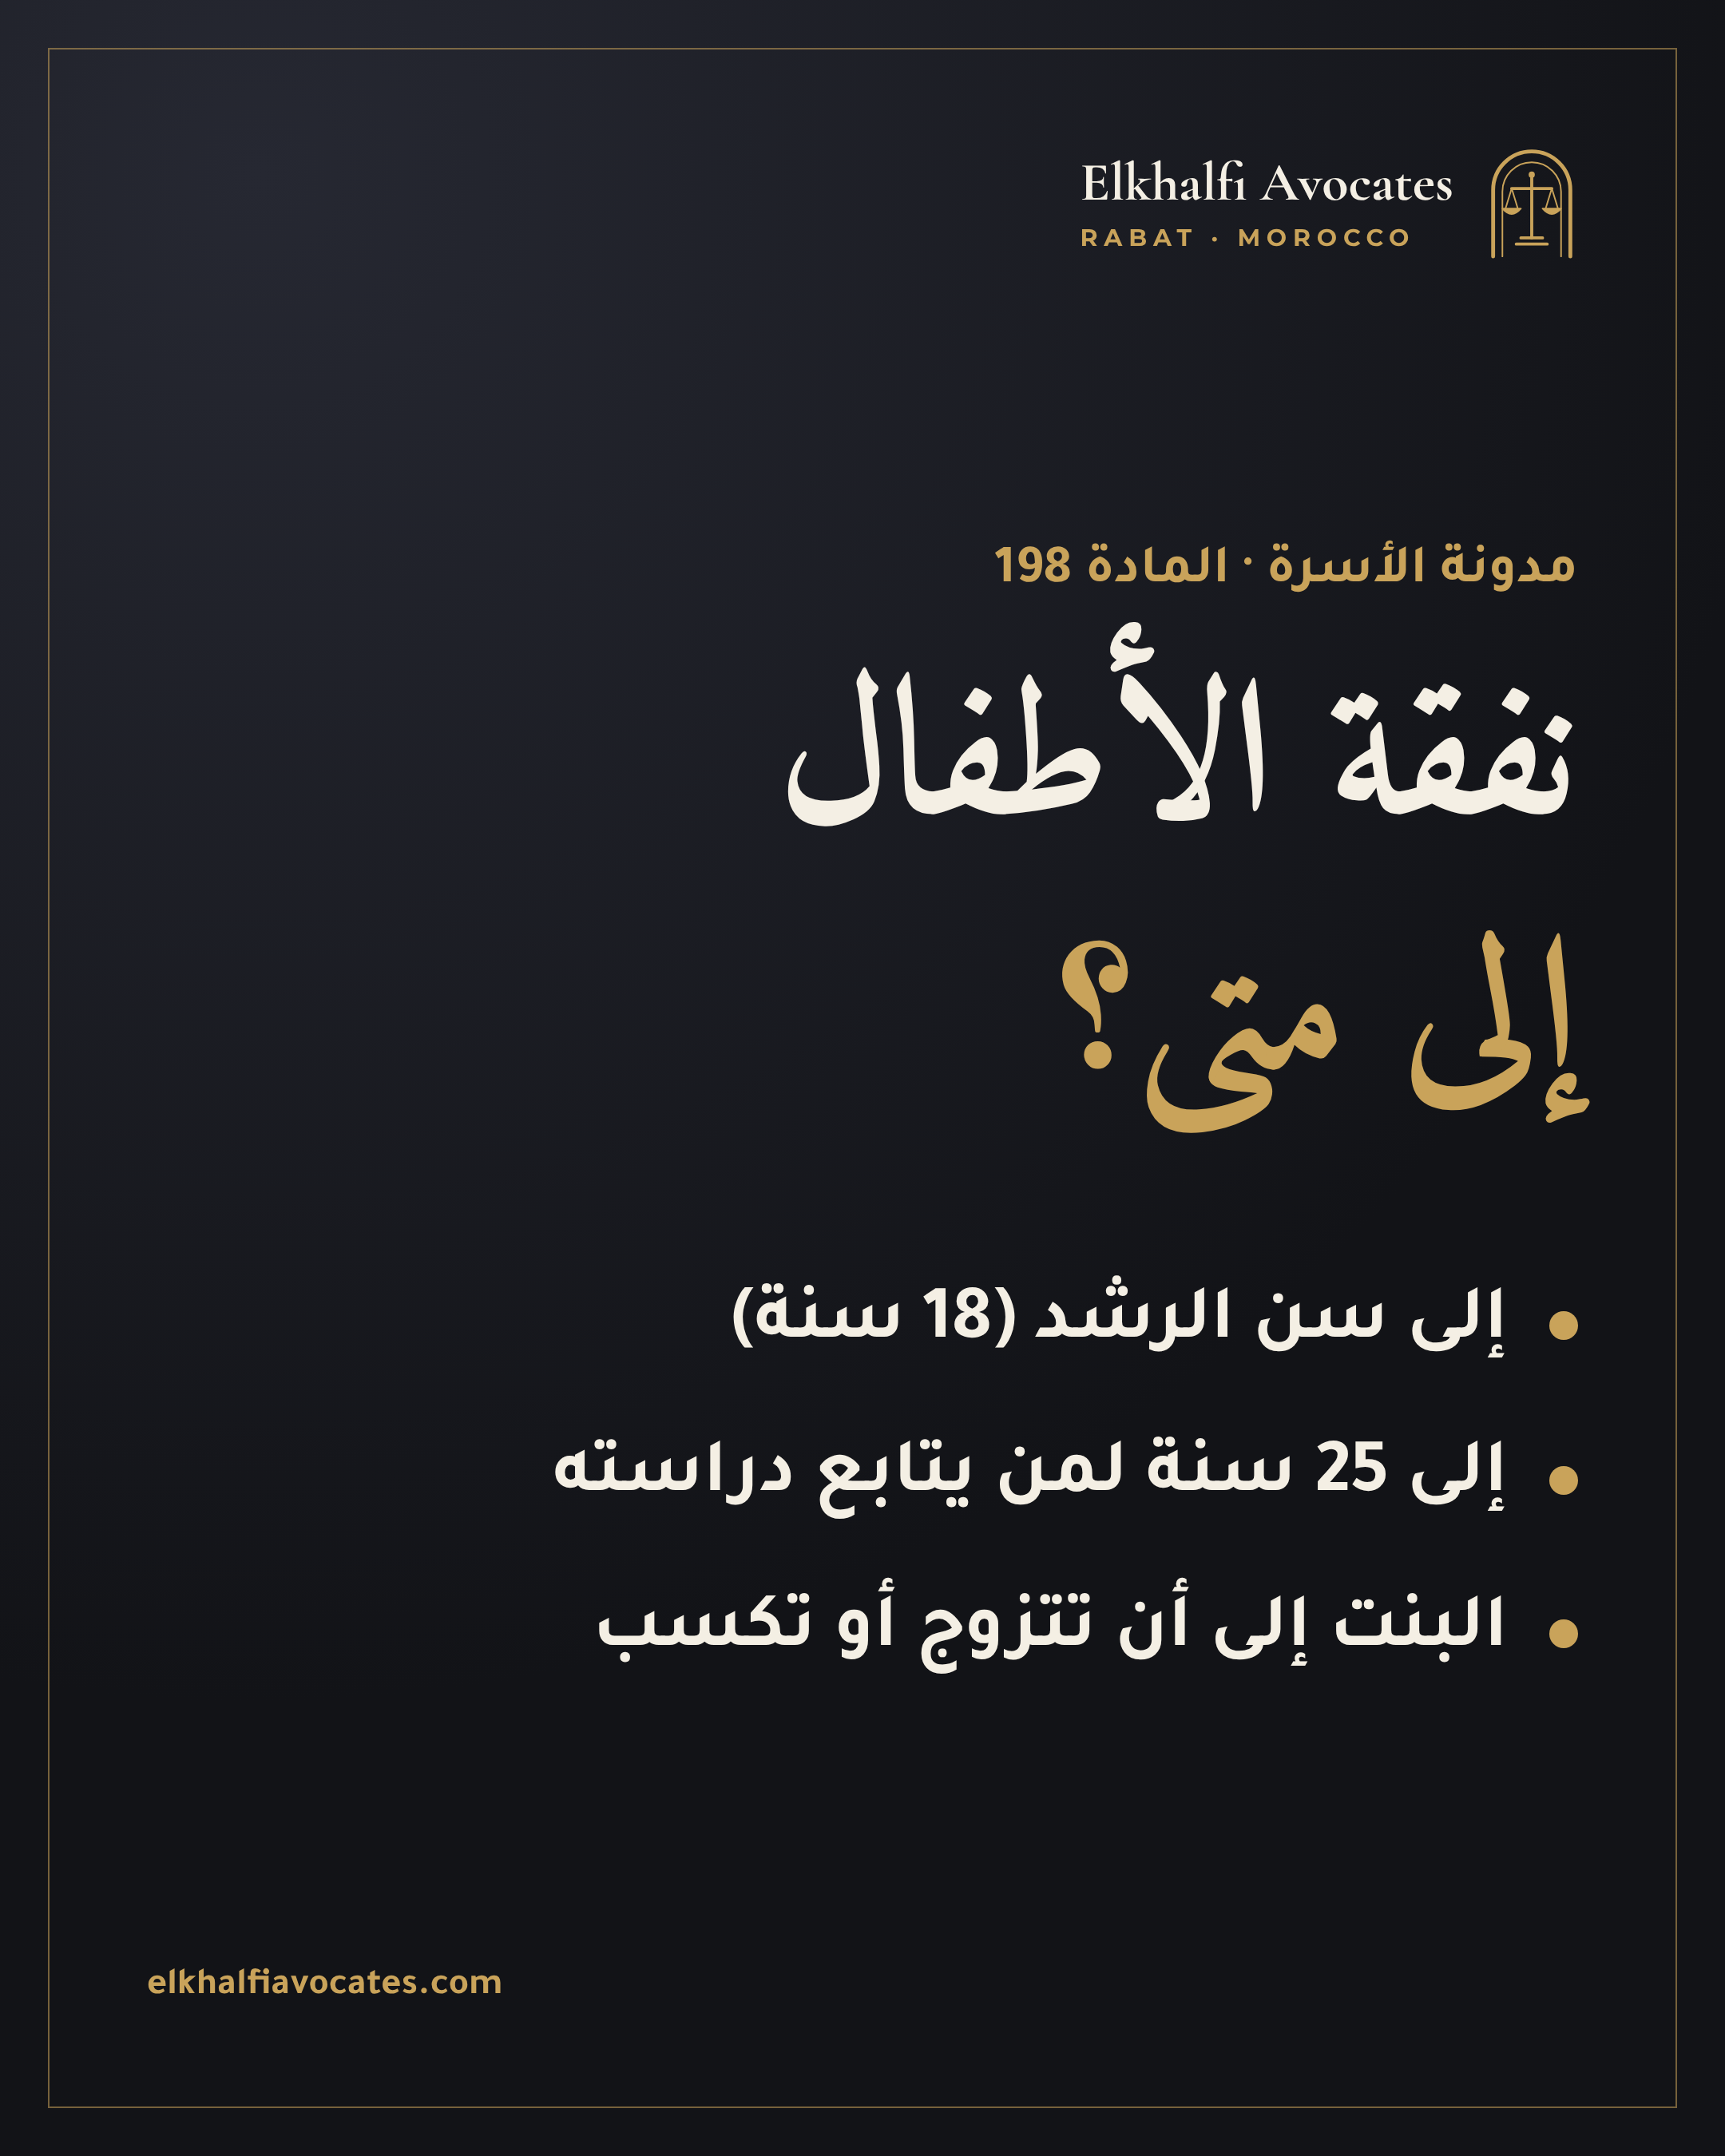 Elkhalfi Avocates
RABAT · MOROCCO
مدونة الأسرة · المادة 198
نفقة الأطفال
إلى متى؟
إلى سن الرشد (18 سنة)
إلى 25 سنة لمن يتابع دراسته
البنت إلى أن تتزوج أو تكسب
elkhalfiavocates.com